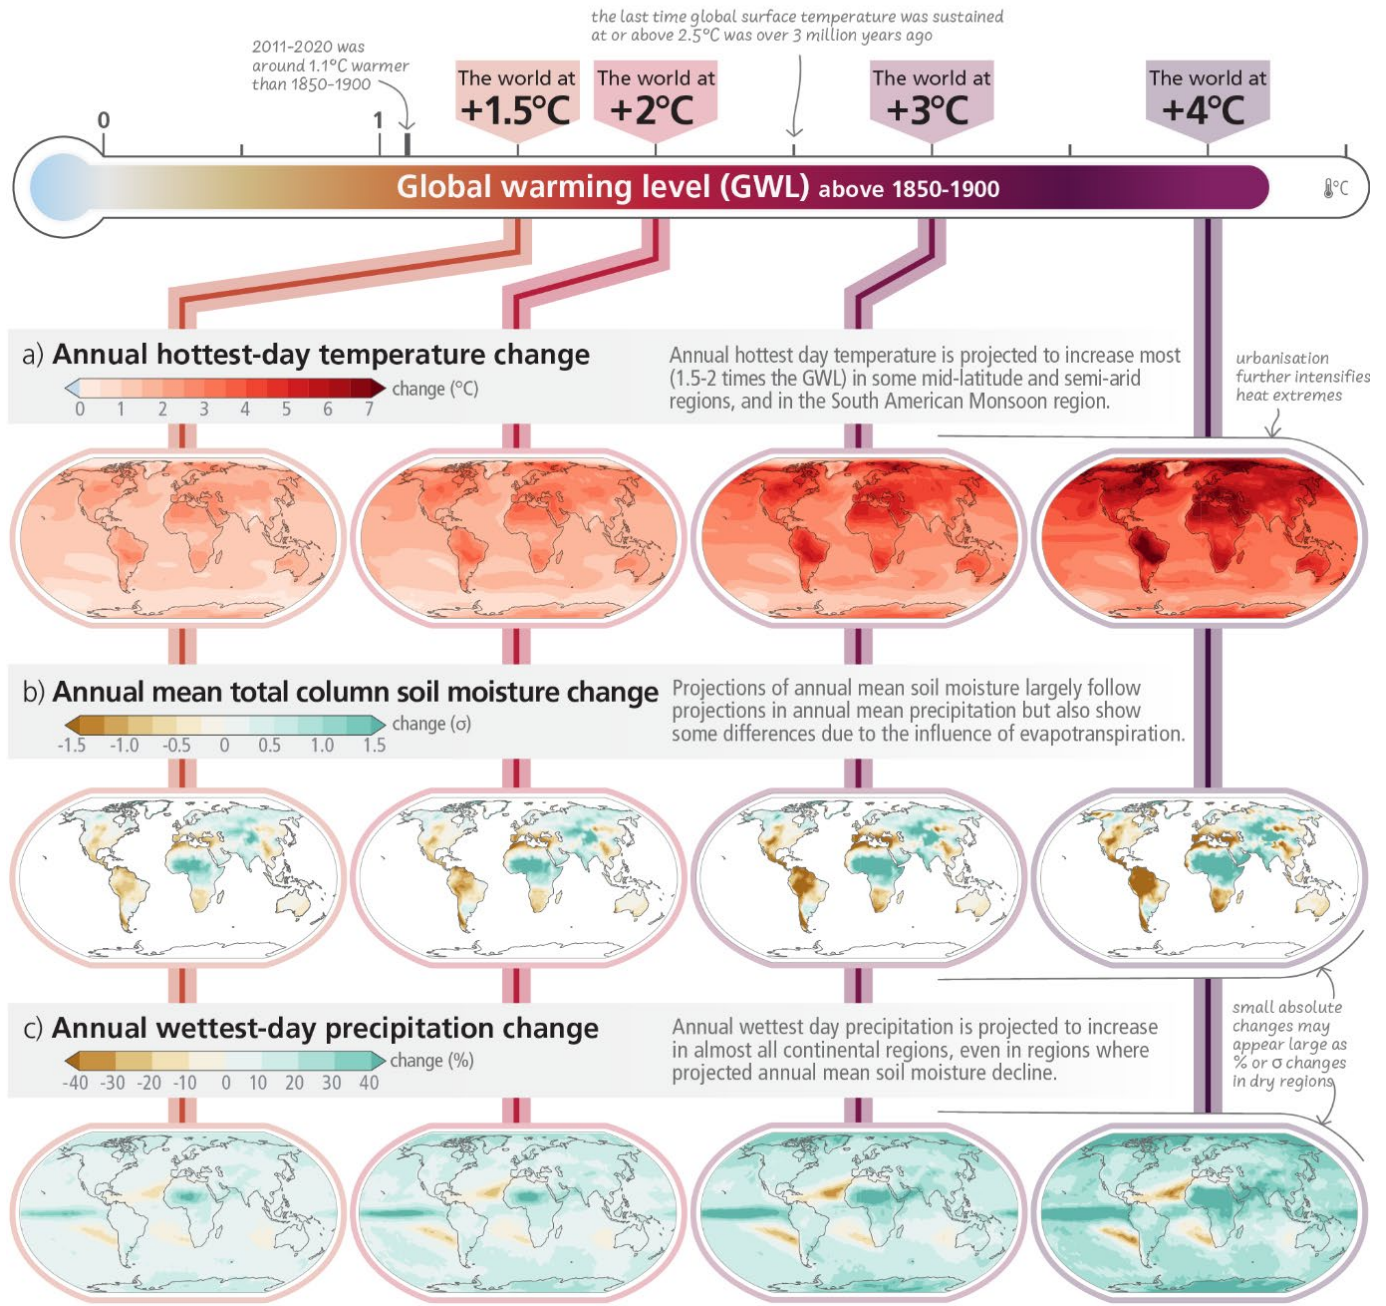 the last time global surface temperature was sustained
at or above 2.5°C was over 3 million years ago
2011-2020 was
around 1.1°C warmer
than 1850-1900
The world at
+1.5°C
The world at
+2°C
The world at
+3°C
The world at
+4°C
0
1
Global warming level (GWL) above 1850-1900
°C
a) Annual hottest-day temperature change
change (°C)
0 1 2 3 4 5 6 7
Annual hottest day temperature is projected to increase most
(1.5-2 times the GWL) in some mid-latitude and semi-arid
regions, and in the South American Monsoon region.
urbanisation
further intensifies
heat extremes
b) Annual mean total column soil moisture change
change (σ)
-1.5 -1.0 -0.5 0 0.5 1.0 1.5
Projections of annual mean soil moisture largely follow
projections in annual mean precipitation but also show
some differences due to the influence of evapotranspiration.
c) Annual wettest-day precipitation change
change (%)
-40 -30 -20 -10 0 10 20 30 40
Annual wettest day precipitation is projected to increase
in almost all continental regions, even in regions where
projected annual mean soil moisture decline.
small absolute
changes may
appear large as
% or σ changes
in dry regions